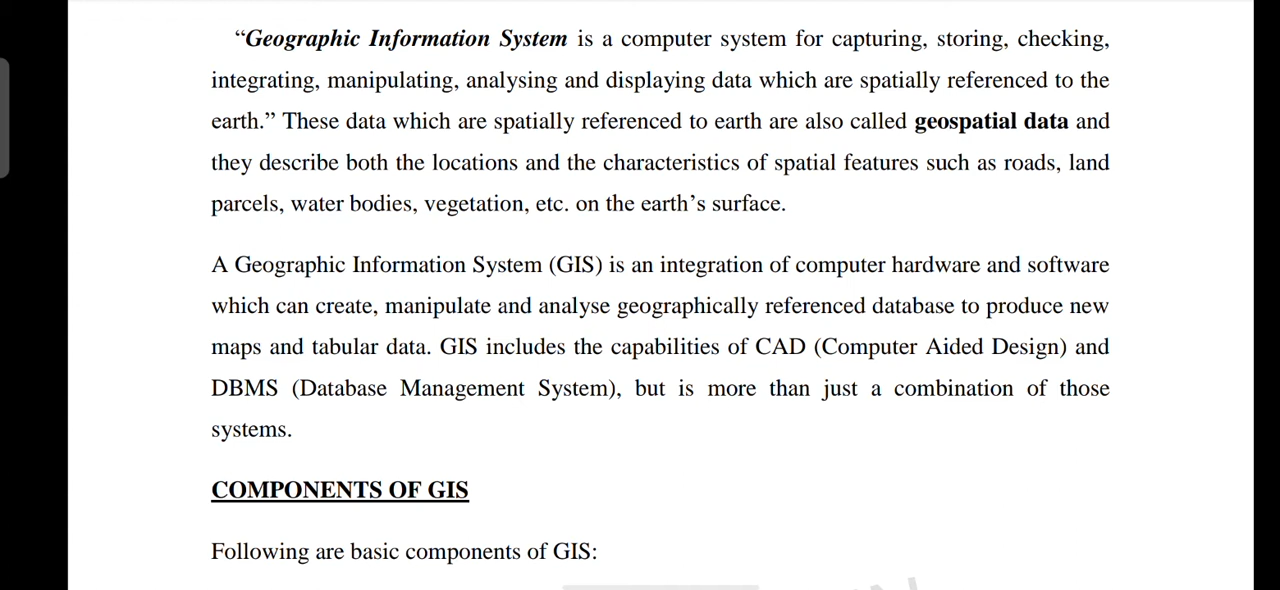 “Geographic Information System is a computer system for capturing, storing, checking,
integrating, manipulating, analysing and displaying data which are spatially referenced to the
earth.” These data which are spatially referenced to earth are also called geospatial data and
they describe both the locations and the characteristics of spatial features such as roads, land
parcels, water bodies, vegetation, etc. on the earth’s surface.
A Geographic Information System (GIS) is an integration of computer hardware and software
which can create, manipulate and analyse geographically referenced database to produce new
maps and tabular data. GIS includes the capabilities of CAD (Computer Aided Design) and
DBMS (Database Management System), but is more than just a combination of those
systems.
COMPONENTS OF GIS
Following are basic components of GIS: